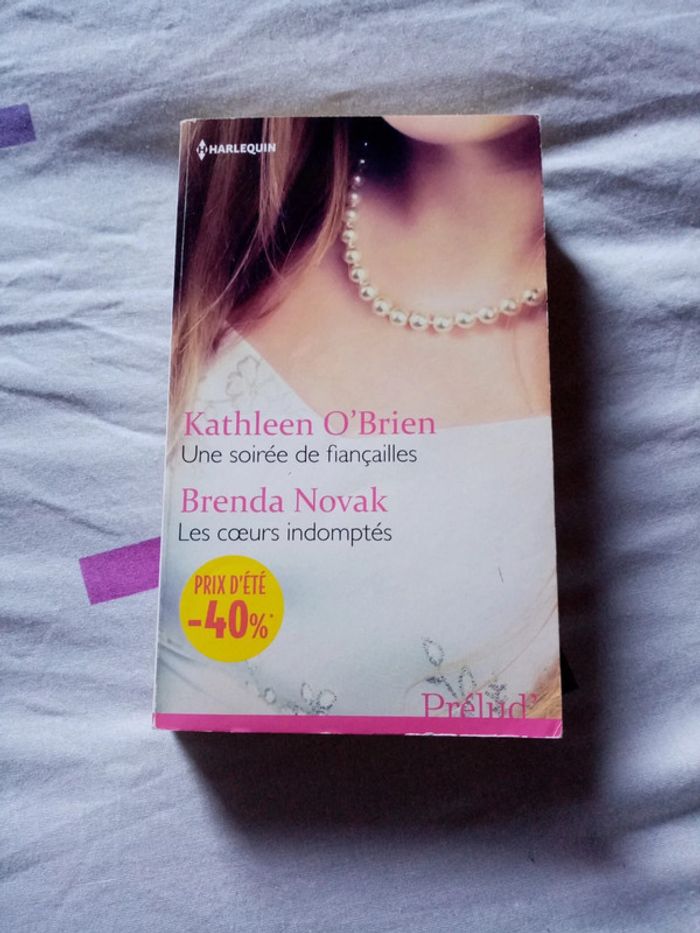 HARLEQUIN
Kathleen O'Brien
Une soirée de fiançailles
Brenda Novak
Les cœurs indomptés
PRIX D'ÉTÉ
-40%*
Prélud'